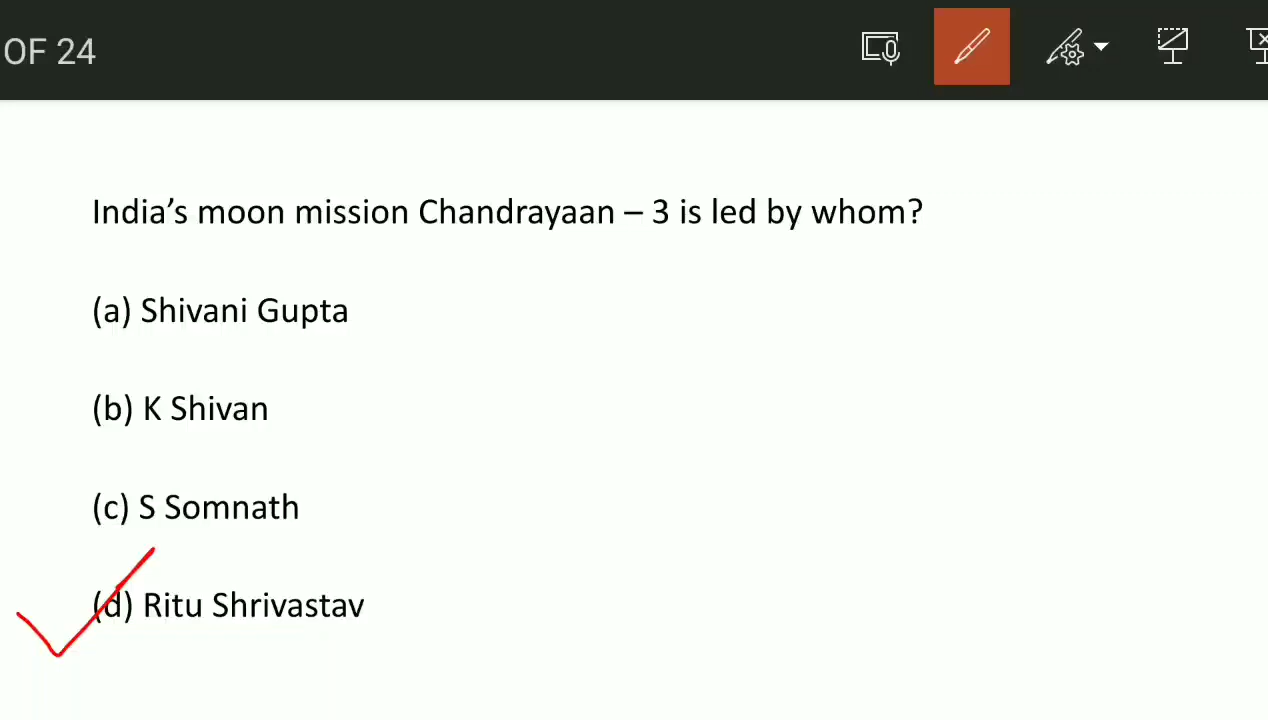 OF 24
India’s moon mission Chandrayaan – 3 is led by whom?
(a) Shivani Gupta
(b) K Shivan
(c) S Somnath
(d) Ritu Shrivastav